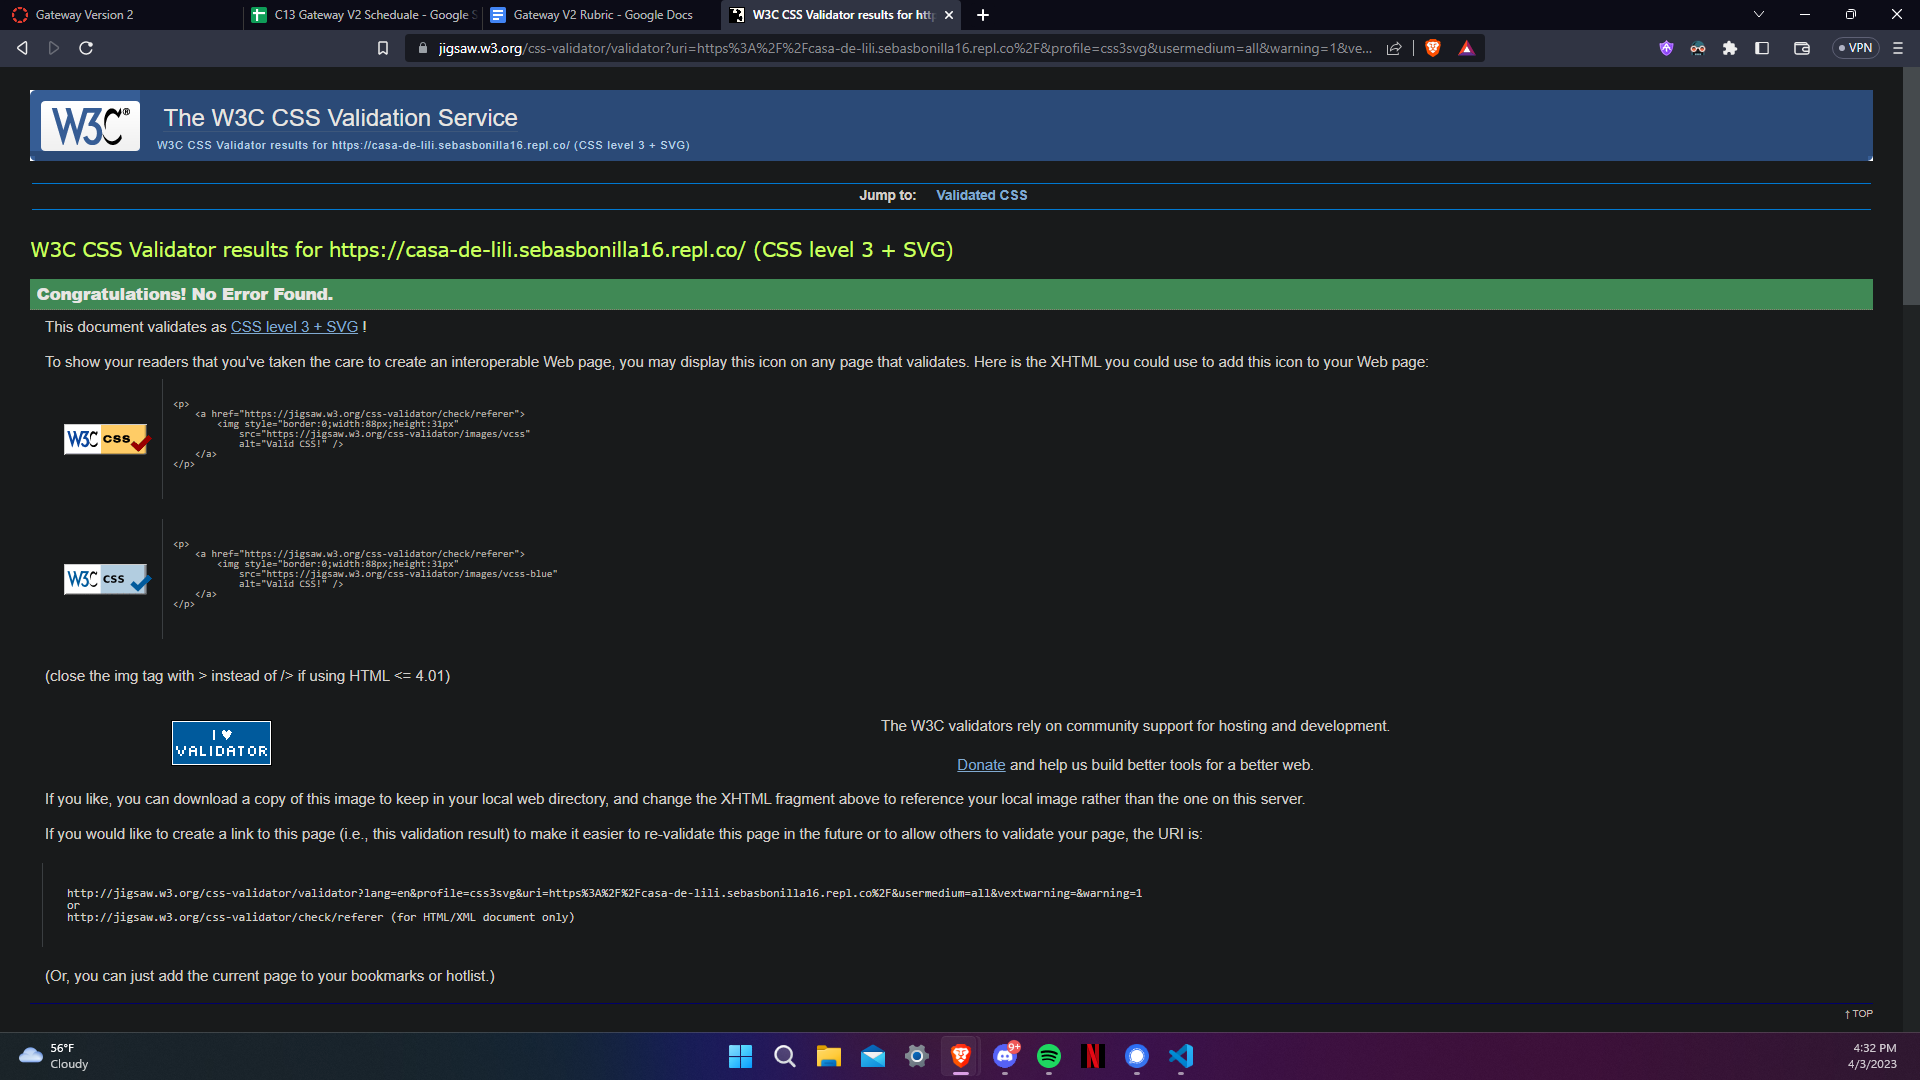 Gateway Version 2
C13 Gateway V2 Scheduale - Google S
Gateway V2 Rubric - Google Docs
W3C CSS Validator results for http
jigsaw.w3.org/css-validator/validator?uri=https%3A%2F%2Fcasa-de-lili.sebasbonilla16.repl.co%2F&profile=css3svg&usermedium=all&warning=1&ve...
VPN
W3C®
The W3C CSS Validation Service
W3C CSS Validator results for https://casa-de-lili.sebasbonilla16.repl.co/ (CSS level 3 + SVG)
Jump to: Validated CSS
W3C CSS Validator results for https://casa-de-lili.sebasbonilla16.repl.co/ (CSS level 3 + SVG)
Congratulations! No Error Found.
This document validates as CSS level 3 + SVG !
To show your readers that you've taken the care to create an interoperable Web page, you may display this icon on any page that validates. Here is the XHTML you could use to add this icon to your Web page:
W3C css
<p>
<a href="https://jigsaw.w3.org/css-validator/check/referer">
<img style="border:0;width:88px;height:31px"
src="https://jigsaw.w3.org/css-validator/images/vcss"
alt="Valid CSS!" />
</a>
</p>
W3C css
<p>
<a href="https://jigsaw.w3.org/css-validator/check/referer">
<img style="border:0;width:88px;height:31px"
src="https://jigsaw.w3.org/css-validator/images/vcss-blue"
alt="Valid CSS!" />
</a>
</p>
(close the img tag with > instead of /> if using HTML <= 4.01)
I ♥
VALIDATOR
The W3C validators rely on community support for hosting and development.
Donate and help us build better tools for a better web.
If you like, you can download a copy of this image to keep in your local web directory, and change the XHTML fragment above to reference your local image rather than the one on this server.
If you would like to create a link to this page (i.e., this validation result) to make it easier to re-validate this page in the future or to allow others to validate your page, the URI is:
http://jigsaw.w3.org/css-validator/validator?lang=en&profile=css3svg&uri=https%3A%2F%2Fcasa-de-lili.sebasbonilla16.repl.co%2F&usermedium=all&vextwarning=&warning=1
or
http://jigsaw.w3.org/css-validator/check/referer (for HTML/XML document only)
(Or, you can just add the current page to your bookmarks or hotlist.)
↑ TOP
56°F
Cloudy
9+
N
4:32 PM
4/3/2023